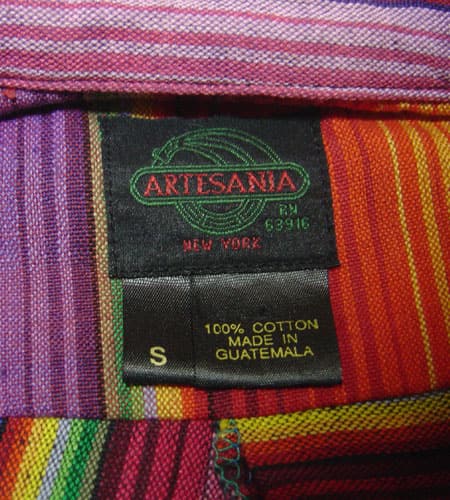 ARTESANIA
RN
63916
NEW YORK
S
100% COTTON
MADE IN
GUATEMALA